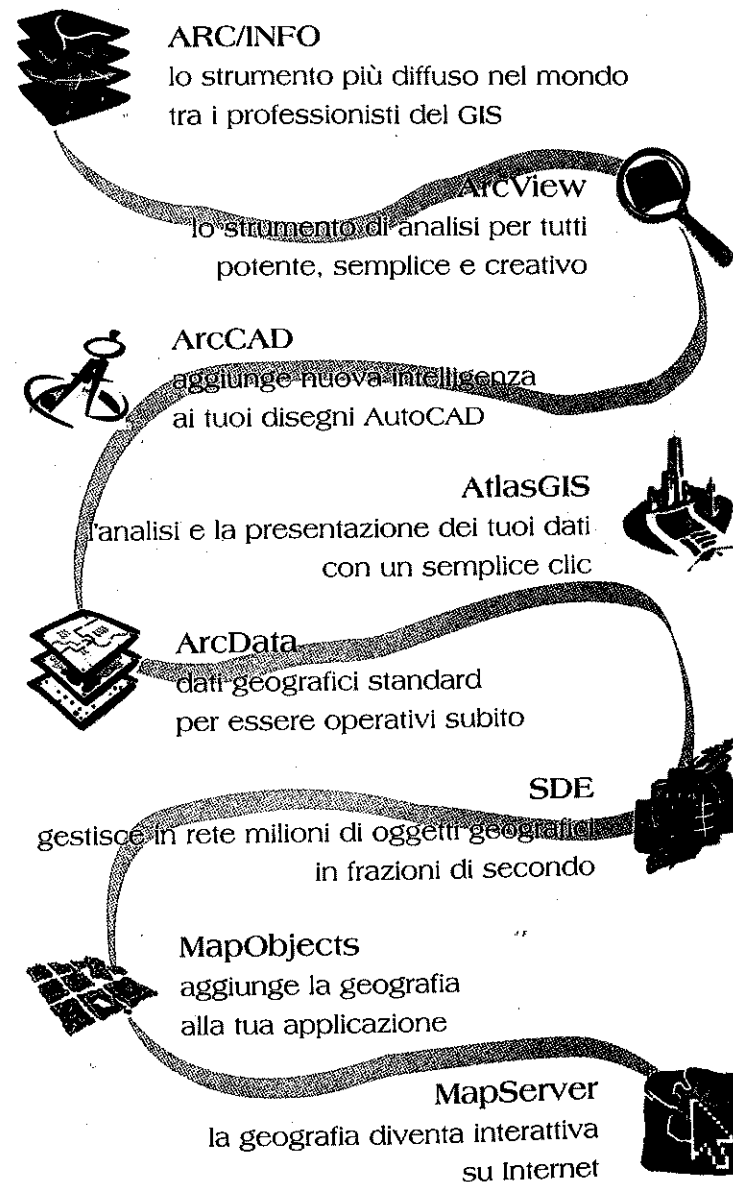 ARC/INFO
lo strumento più diffuso nel mondo
tra i professionisti del GIS
ArcView
lo strumento di analisi per tutti
potente, semplice e creativo
ArcCAD
aggiunge nuova intelligenza
ai tuoi disegni AutoCAD
AtlasGIS
l'analisi e la presentazione dei tuoi dati
con un semplice clic
ArcData
dati geografici standard
per essere operativi subito
SDE
gestisce in rete milioni di oggetti geografici
in frazioni di secondo
MapObjects
aggiunge la geografia
alla tua applicazione
MapServer
la geografia diventa interattiva
su Internet